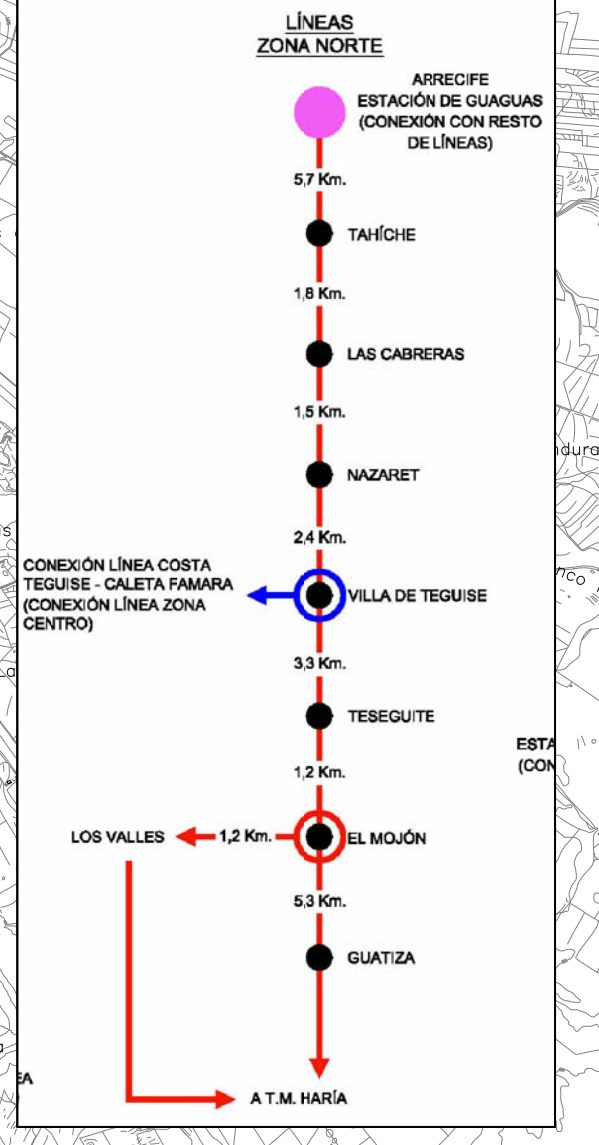 LÍNEAS
ZONA NORTE
ARRECIFE
ESTACIÓN DE GUAGUAS
(CONEXIÓN CON RESTO
DE LÍNEAS)
5,7 Km.
TAHÍCHE
1,8 Km.
LAS CABRERAS
1,5 Km.
NAZARET
2,4 Km.
CONEXIÓN LÍNEA COSTA
TEGUISE - CALETA FAMARA
(CONEXIÓN LÍNEA ZONA
CENTRO)
VILLA DE TEGUISE
3,3 Km.
TESEGUITE
ESTA
(CON
1,2 Km.
LOS VALLES
1,2 Km.
EL MOJÓN
5,3 Km.
GUATIZA
EA
A T.M. HARÍA